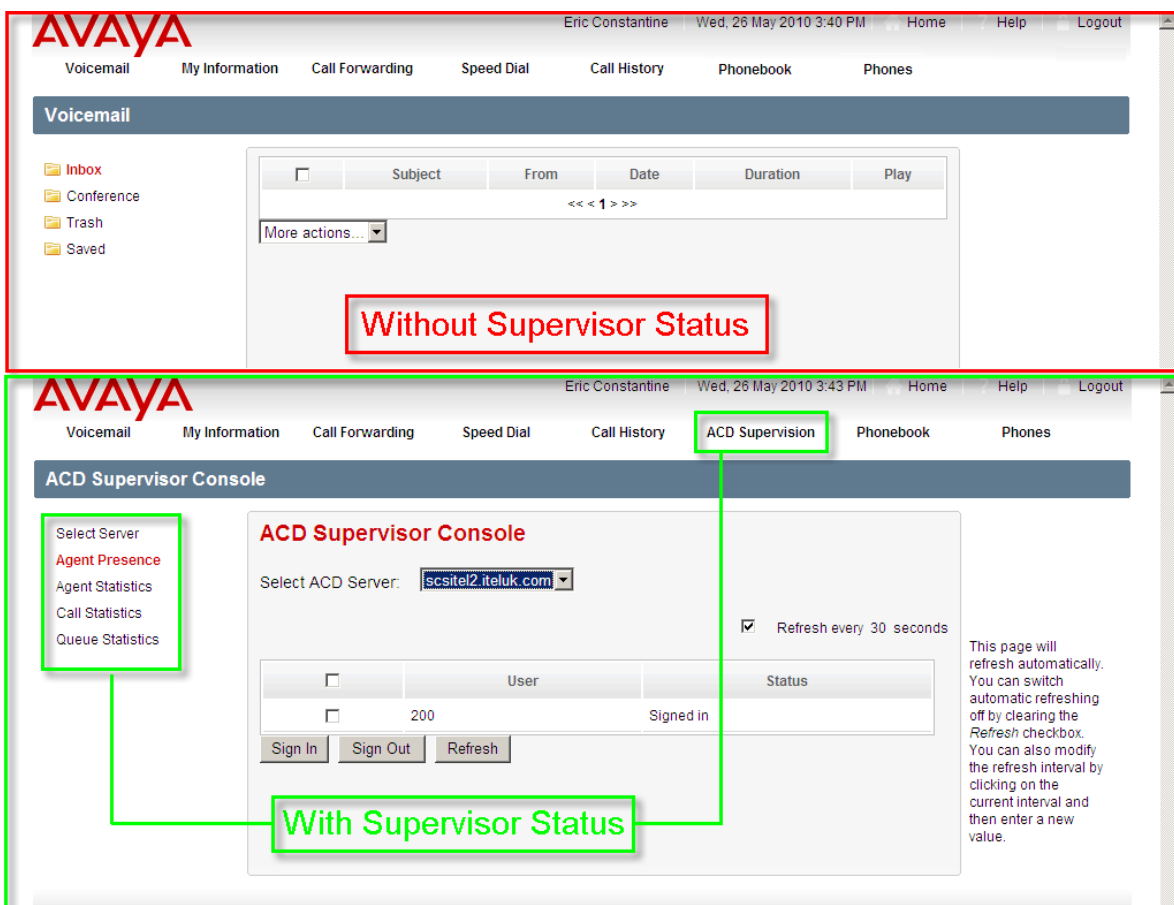 AVAYA
Eric Constantine Wed, 26 May 2010 3:40 PM Home Help Logout
Voicemail My Information Call Forwarding Speed Dial Call History Phonebook Phones
Voicemail
Inbox
Conference
Trash
Saved
Subject From Date Duration Play
<< < 1 > >>
More actions...
Without Supervisor Status
AVAYA
Eric Constantine Wed, 26 May 2010 3:43 PM Home Help Logout
Voicemail My Information Call Forwarding Speed Dial Call History ACD Supervision Phonebook Phones
ACD Supervisor Console
Select Server
Agent Presence
Agent Statistics
Call Statistics
Queue Statistics
ACD Supervisor Console
Select ACD Server: scsitel2.iteluk.com
Refresh every 30 seconds
User Status
200 Signed in
Sign In Sign Out Refresh
This page will
refresh automatically.
You can switch
automatic refreshing
off by clearing the
Refresh checkbox.
You can also modify
the refresh interval by
clicking on the
current interval and
then enter a new
value.
With Supervisor Status